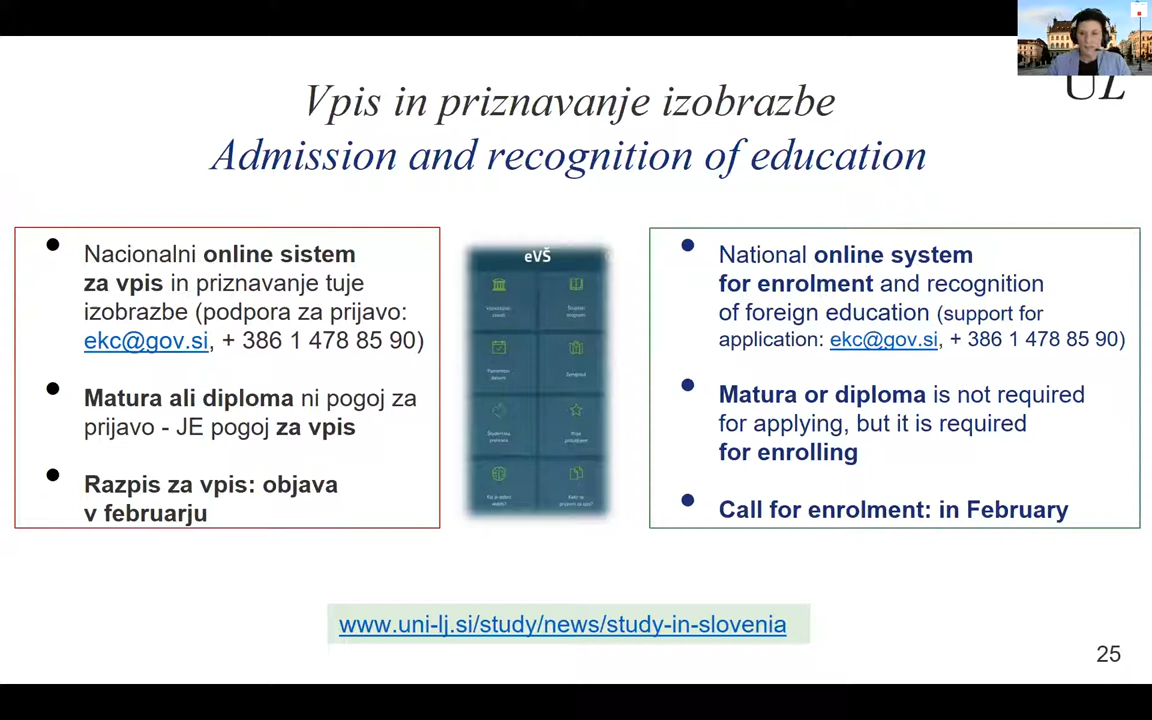 UL
Vpis in priznavanje izobrazbe
Admission and recognition of education
Nacionalni online sistem
za vpis in priznavanje tuje
izobrazbe (podpora za prijavo:
ekc@gov.si, + 386 1 478 85 90)
Matura ali diploma ni pogoj za
prijavo - JE pogoj za vpis
Razpis za vpis: objava
v februarju
eVŠ
National online system
for enrolment and recognition
of foreign education (support for
application: ekc@gov.si, + 386 1 478 85 90)
Matura or diploma is not required
for applying, but it is required
for enrolling
Call for enrolment: in February
www.uni-lj.si/study/news/study-in-slovenia
25